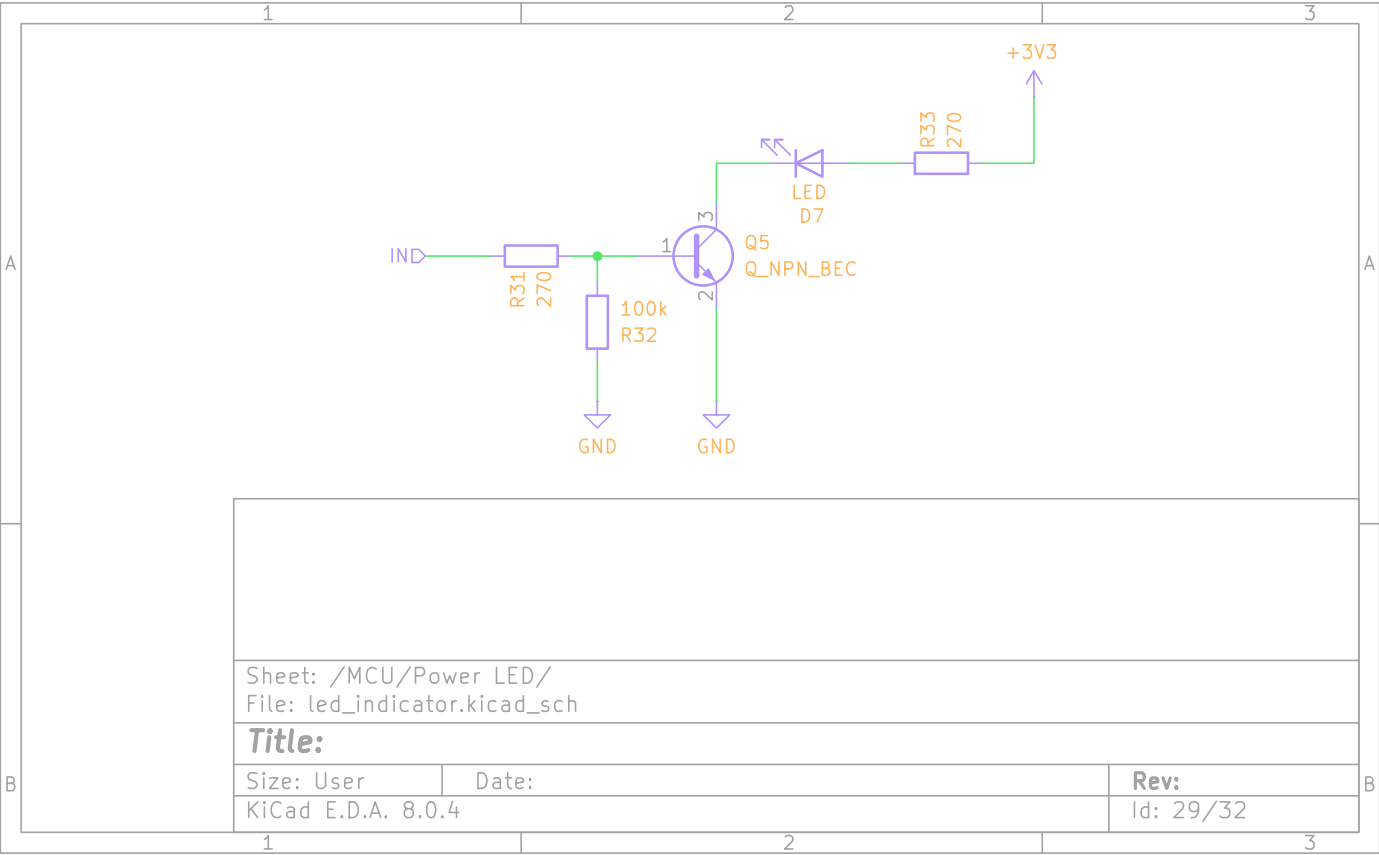 1
2
3
+3V3
R33
270
LED
D7
3
Q5
IN
1
Q_NPN_BEC
A
A
R31
270
2
100k
R32
GND
GND
Sheet: /MCU/Power LED/
File: led_indicator.kicad_sch
Title:
Size: User
Date:
Rev:
B
B
KiCad E.D.A. 8.0.4
Id: 29/32
1
2
3